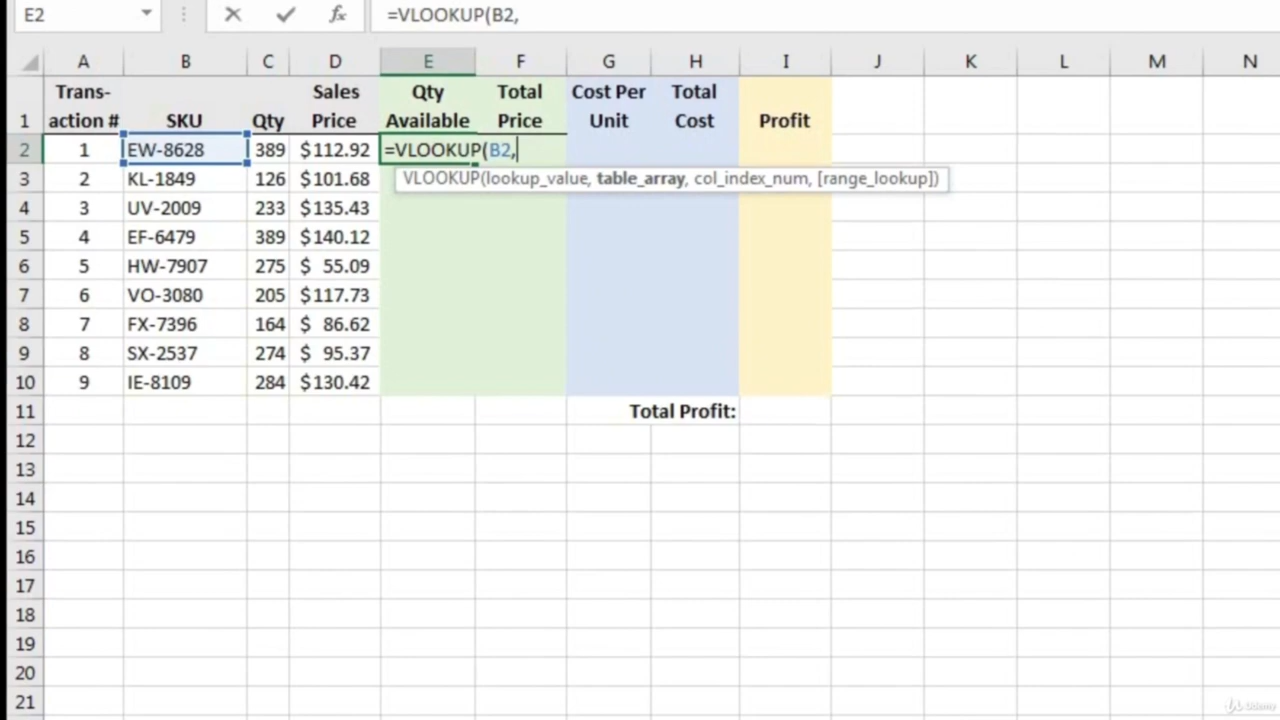 E2 =VLOOKUP(B2,
A B C D E F G H I J K L M N
Trans- Sales Qty Total Cost Per Total
1 action # SKU Qty Price Available Price Unit Cost Profit
2 1 EW-8628 389 $112.92 =VLOOKUP(B2,
VLOOKUP(lookup_value, table_array, col_index_num, [range_lookup])
3 2 KL-1849 126 $101.68
4 3 UV-2009 233 $135.43
5 4 EF-6479 389 $140.12
6 5 HW-7907 275 $ 55.09
7 6 VO-3080 205 $117.73
8 7 FX-7396 164 $ 86.62
9 8 SX-2537 274 $ 95.37
10 9 IE-8109 284 $130.42
11 Total Profit:
12
13
14
15
16
17
18
19
20
21
Udemy